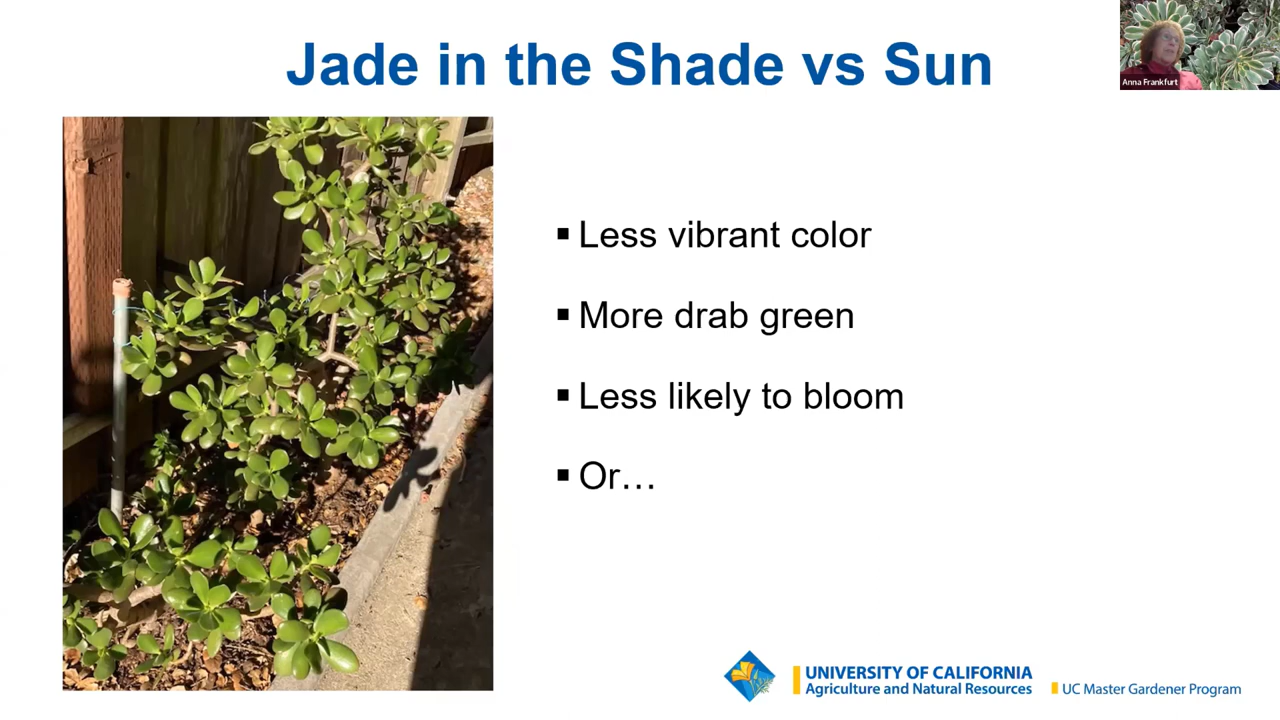 Jade in the Shade vs Sun
Anna Frankfurt
▪ Less vibrant color
▪ More drab green
▪ Less likely to bloom
▪ Or…
UNIVERSITY OF CALIFORNIA
Agriculture and Natural Resources
UC Master Gardener Program